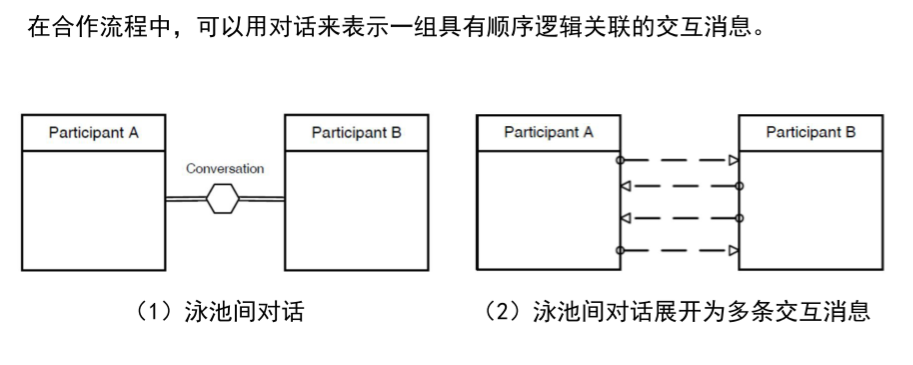 在合作流程中，可以用对话来表示一组具有顺序逻辑关联的交互消息。
Participant A
Conversation
Participant B
Participant A
Participant B
（1）泳池间对话
（2）泳池间对话展开为多条交互消息